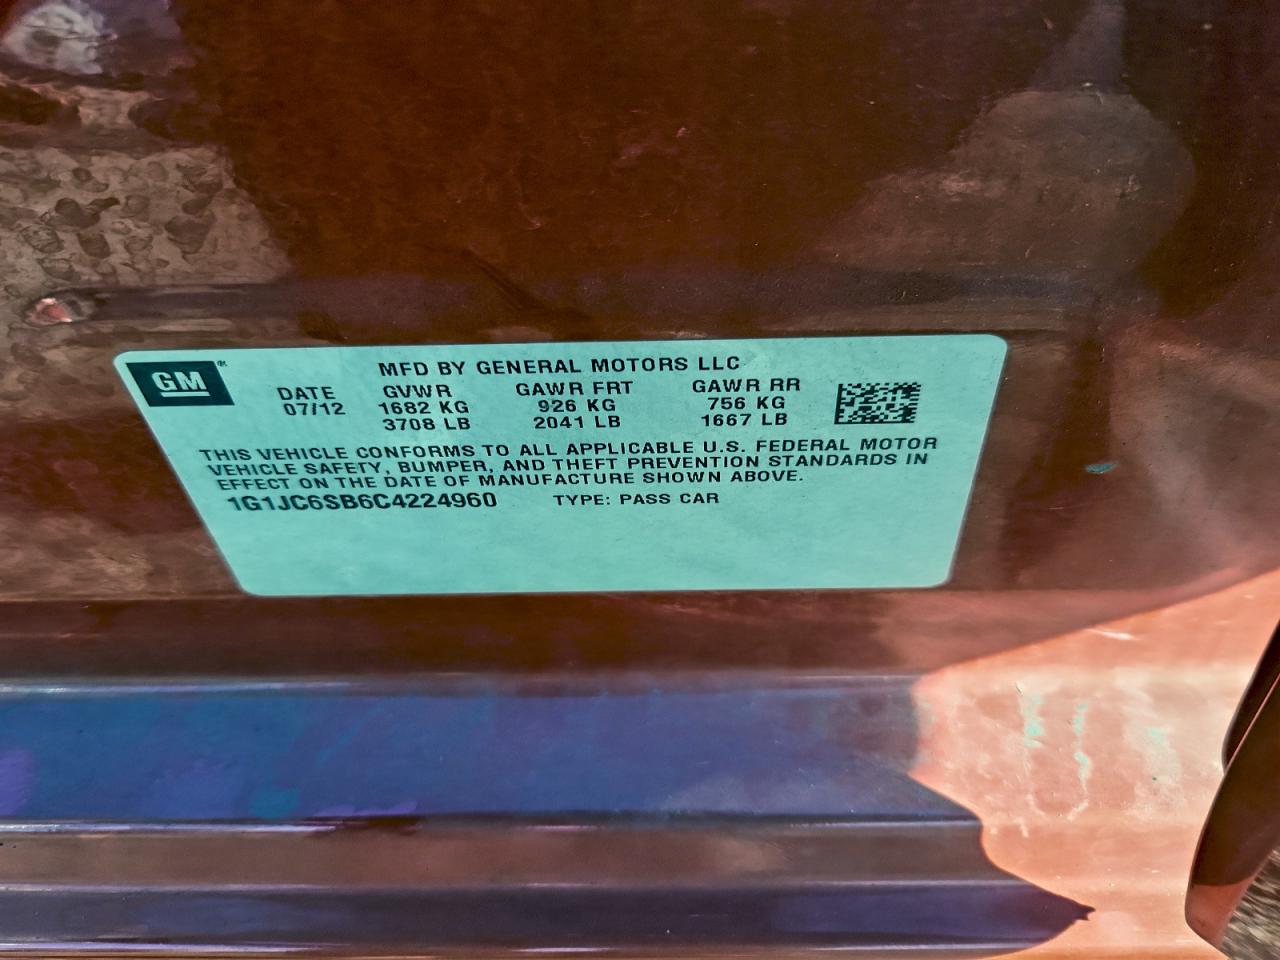 GM®
MFD BY GENERAL MOTORS LLC
DATE GVWR GAWR FRT GAWR RR
07/12 1682 KG 926 KG 756 KG
3708 LB 2041 LB 1667 LB
THIS VEHICLE CONFORMS TO ALL APPLICABLE U.S. FEDERAL MOTOR
VEHICLE SAFETY, BUMPER, AND THEFT PREVENTION STANDARDS IN
EFFECT ON THE DATE OF MANUFACTURE SHOWN ABOVE.
1G1JC6SB6C4224960 TYPE: PASS CAR